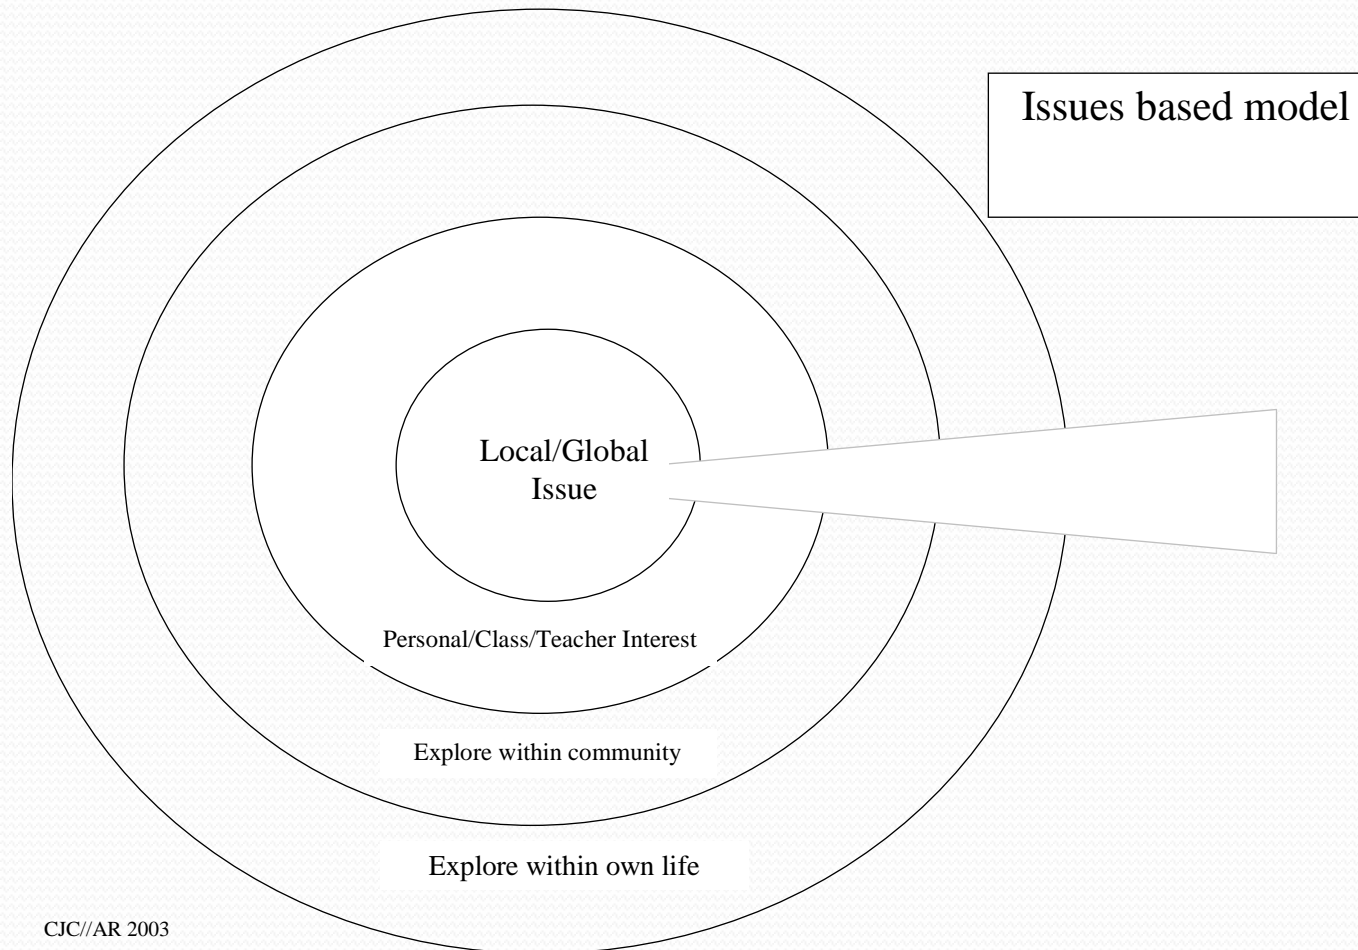 Issues based model
Local/Global
Issue
Personal/Class/Teacher Interest
Explore within community
Explore within own life
CJC//AR 2003